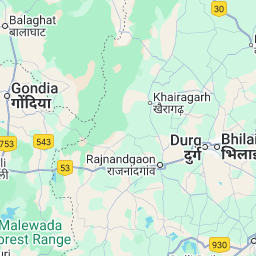 Balaghat
बालाघाट
30
Khairagarh
खैरागढ़
Gondia
गोंदिया
753
543
Durg
दुर्ग
Bhilai
भिलाई
53
Rajnandgaon
राजनांदगांव
Malewada
Forest Range
930